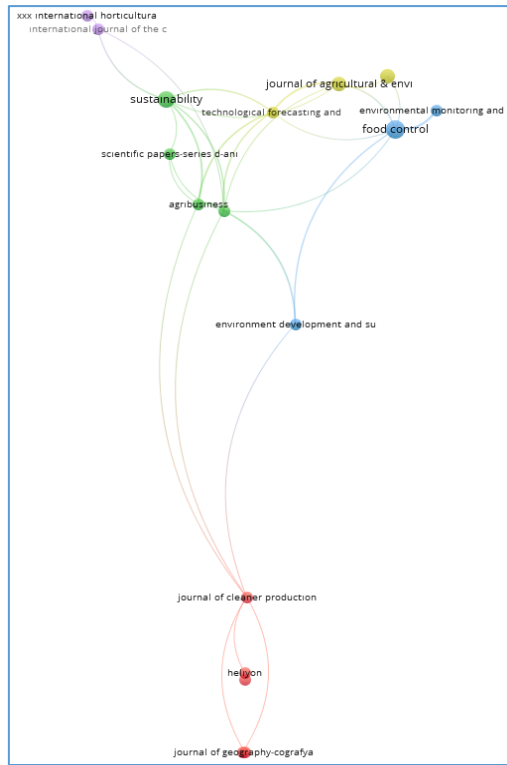 xxx international horticultura
international journal of the c
journal of agricultural & envi
sustainability
technological forecasting and
environmental monitoring and
food control
scientific papers-series d-ani
agribusiness
environment development and su
journal of cleaner production
heliyon
journal of geography-cografya